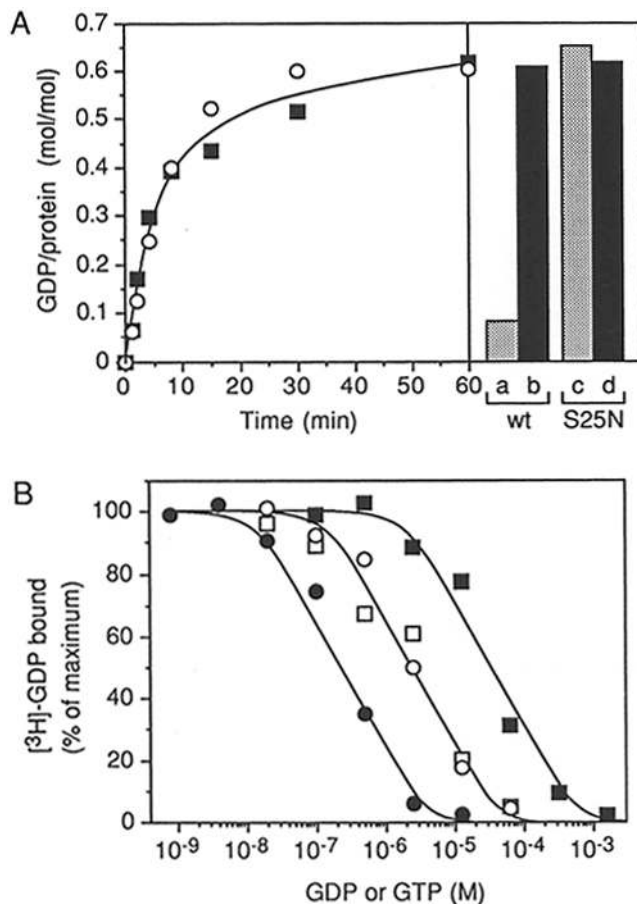 A
GDP/protein (mol/mol)
0.7
0.6
0.5
0.4
0.3
0.2
0.1
0
0 10 20 30 40 50 60
Time (min)
a b c d
wt S25N
B
[³H]-GDP bound
(% of maximum)
100
80
60
40
20
0
10⁻⁹ 10⁻⁸ 10⁻⁷ 10⁻⁶ 10⁻⁵ 10⁻⁴ 10⁻³
GDP or GTP (M)